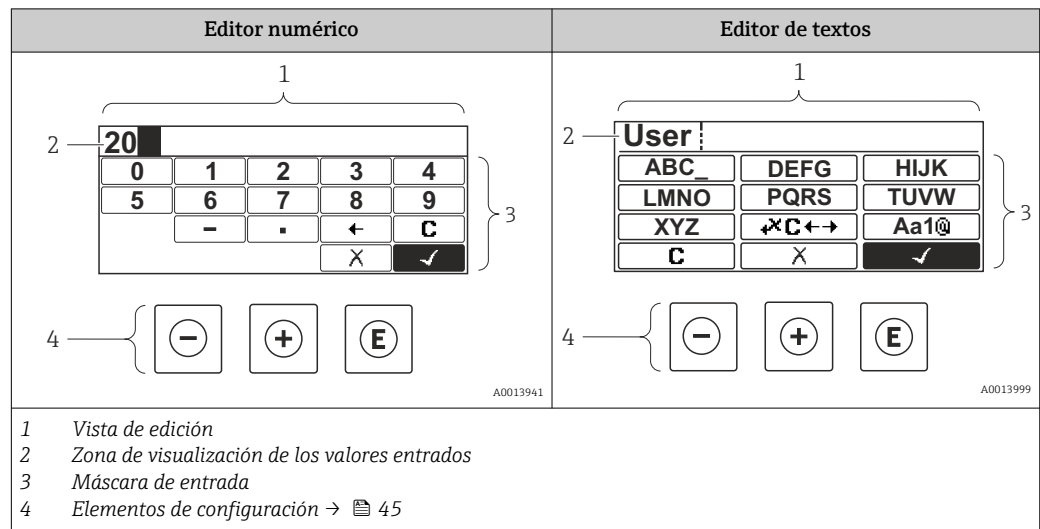 Editor numérico
Editor de textos
1
2
20
0 1 2 3 4
5 6 7 8 9
- . ← C
X ✓
3
4
- + E
A0013941
1
2
User
ABC_ DEFG HIJK
LMNO PQRS TUVW
XYZ ↶×C←→ Aa1@
C X ✓
3
4
- + E
A0013999
1 Vista de edición
2 Zona de visualización de los valores entrados
3 Máscara de entrada
4 Elementos de configuración → 45